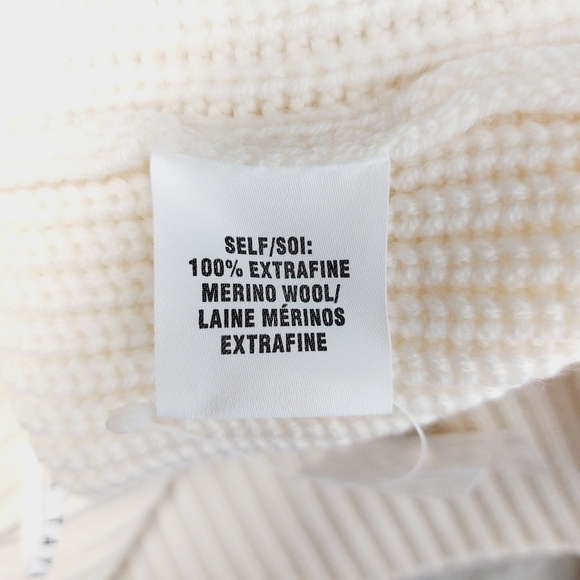 SELF/SOI:
100% EXTRAFINE
MERINO WOOL/
LAINE MÉRINOS
EXTRAFINE